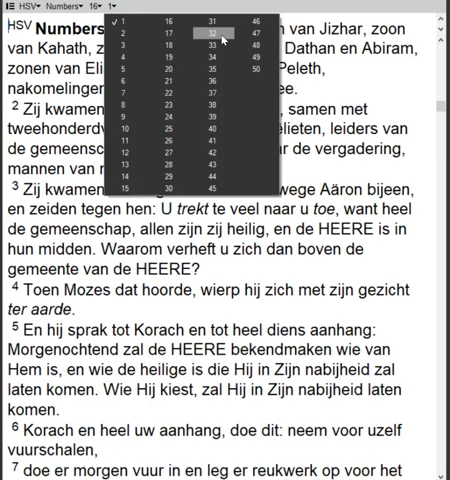 HSV▾ Numbers▾ 16▾ 1▾
✓ 1 16 31 46
2 17 32 47
3 18 33 48
4 19 34 49
5 20 35 50
6 21 36
7 22 37
8 23 38
9 24 39
10 25 40
11 26 41
12 27 42
13 28 43
14 29 44
15 30 45
HSV Numbers van Jizhar, zoon
van Kahath, Dathan en Abiram,
zonen van Peleth,
nakomelingen
2 Zij kwamen samen met
leiders van
de ar de vergadering,
mannen van
3 Zij kwamen wege Aäron bijeen,
en zeiden tegen hen: U trekt te veel naar u toe, want heel
de gemeenschap, allen zijn zij heilig, en de HEERE is in
hun midden. Waarom verheft u zich dan boven de
gemeente van de HEERE?
4 Toen Mozes dat hoorde, wierp hij zich met zijn gezicht
ter aarde.
5 En hij sprak tot Korach en tot heel diens aanhang:
Morgenochtend zal de HEERE bekendmaken wie van
Hem is, en wie de heilige is die Hij in Zijn nabijheid zal
laten komen. Wie Hij kiest, zal Hij in Zijn nabijheid laten
komen.
6 Korach en heel uw aanhang, doe dit: neem voor uzelf
vuurschalen,
7 doe er morgen vuur in en leg er reukwerk op voor het